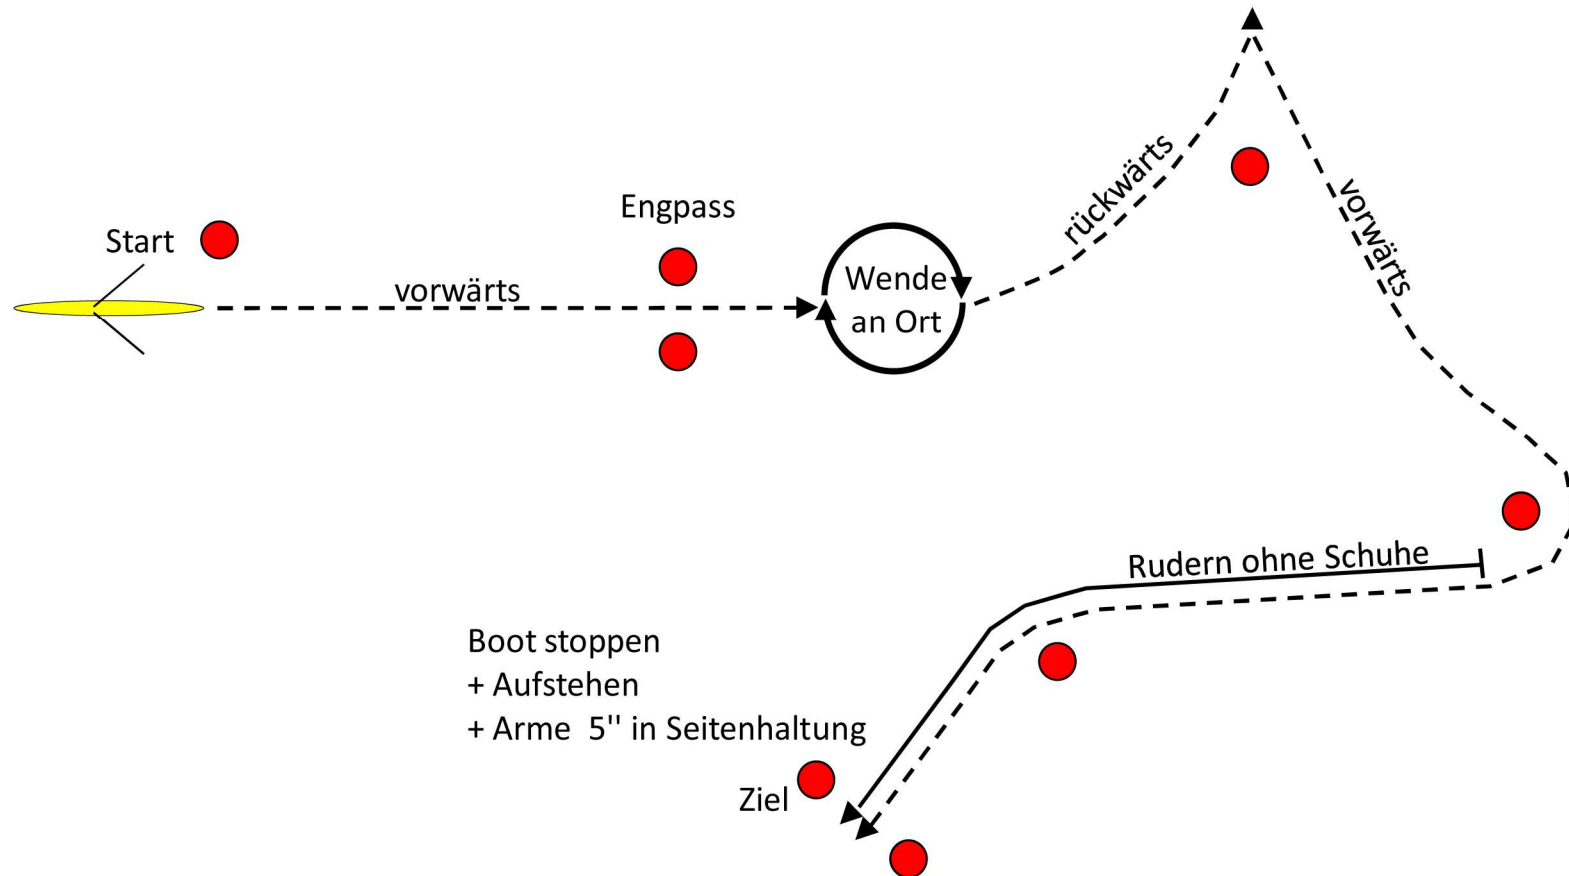 Start
vorwärts
Engpass
Wende
an Ort
rückwärts
vorwärts
Rudern ohne Schuhe
Boot stoppen
+ Aufstehen
+ Arme  5'' in Seitenhaltung
Ziel